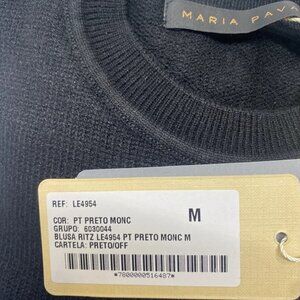 MARIA PAVA
REF: LE4954
COR: PT PRETO MONC
GRUPO: 6030044
BLUSA RITZ LE4954 PT PRETO MONC M
CARTELA: PRETO/OFF
M
*7800000516487*